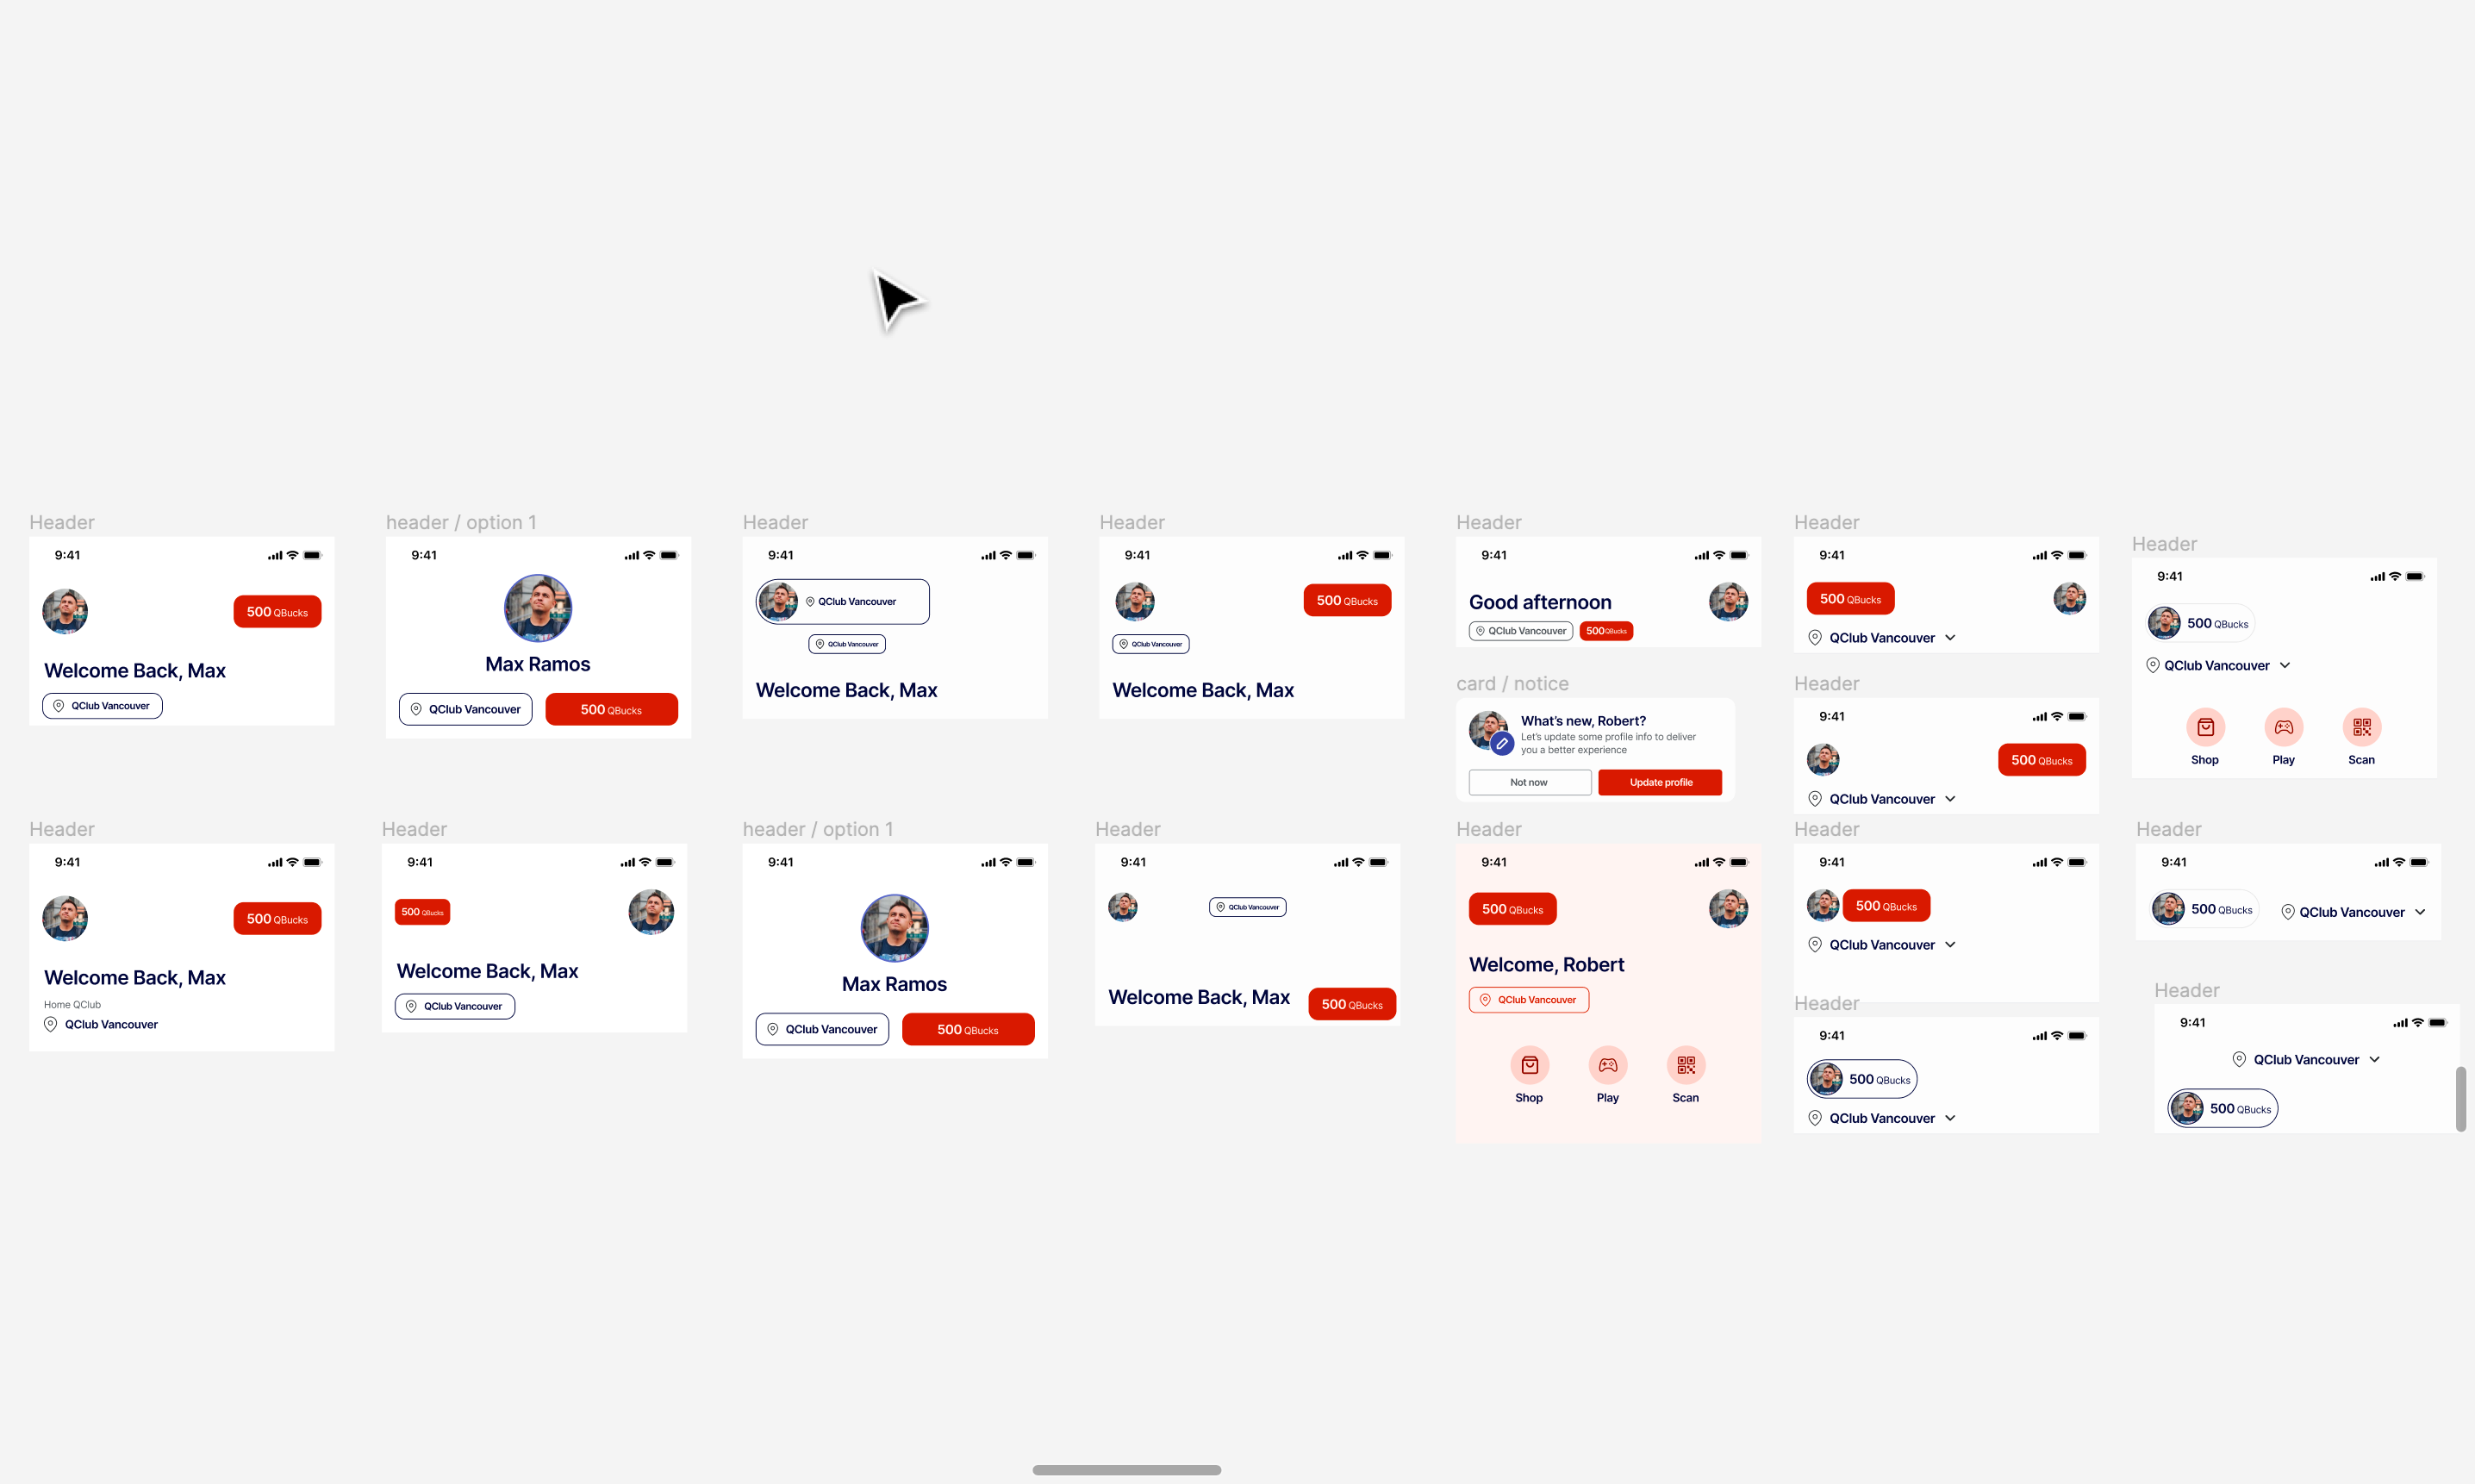 Header
9:41
500 QBucks
Welcome Back, Max
QClub Vancouver
header / option 1
9:41
Max Ramos
QClub Vancouver
500 QBucks
Header
9:41
QClub Vancouver
QClub Vancouver
Welcome Back, Max
Header
9:41
500 QBucks
QClub Vancouver
Welcome Back, Max
Header
9:41
Good afternoon
QClub Vancouver
500 QBucks
card / notice
What's new, Robert?
Let's update some profile info to deliver
you a better experience
Not now
Update profile
Header
9:41
500 QBucks
QClub Vancouver
Header
9:41
500 QBucks
QClub Vancouver
Header
9:41
500 QBucks
QClub Vancouver
Shop
Play
Scan
Header
9:41
500 QBucks
Welcome Back, Max
Home QClub
QClub Vancouver
Header
9:41
500 QBucks
Welcome Back, Max
QClub Vancouver
header / option 1
9:41
Max Ramos
QClub Vancouver
500 QBucks
Header
9:41
QClub Vancouver
Welcome Back, Max
500 QBucks
Header
9:41
500 QBucks
Welcome, Robert
QClub Vancouver
Shop
Play
Scan
Header
9:41
500 QBucks
QClub Vancouver
Header
9:41
500 QBucks
QClub Vancouver
Header
9:41
500 QBucks
QClub Vancouver
Header
9:41
QClub Vancouver
500 QBucks